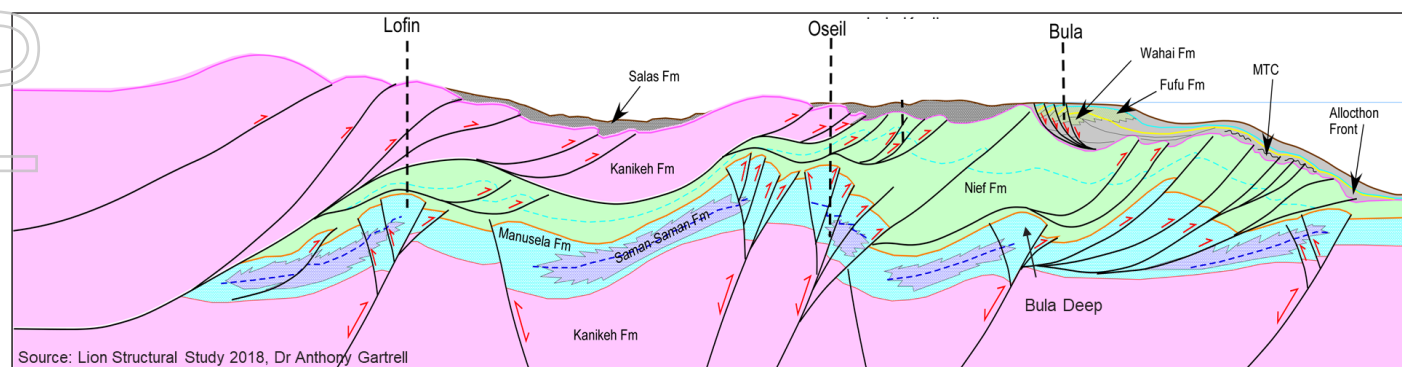 Lofin
Oseil
Bula
Wahai Fm
Fufu Fm
MTC
Allocthon
Front
Salas Fm
Kanikeh Fm
Nief Fm
Manusela Fm
Saman-Saman Fm
Bula Deep
Kanikeh Fm
Source: Lion Structural Study 2018, Dr Anthony Gartrell